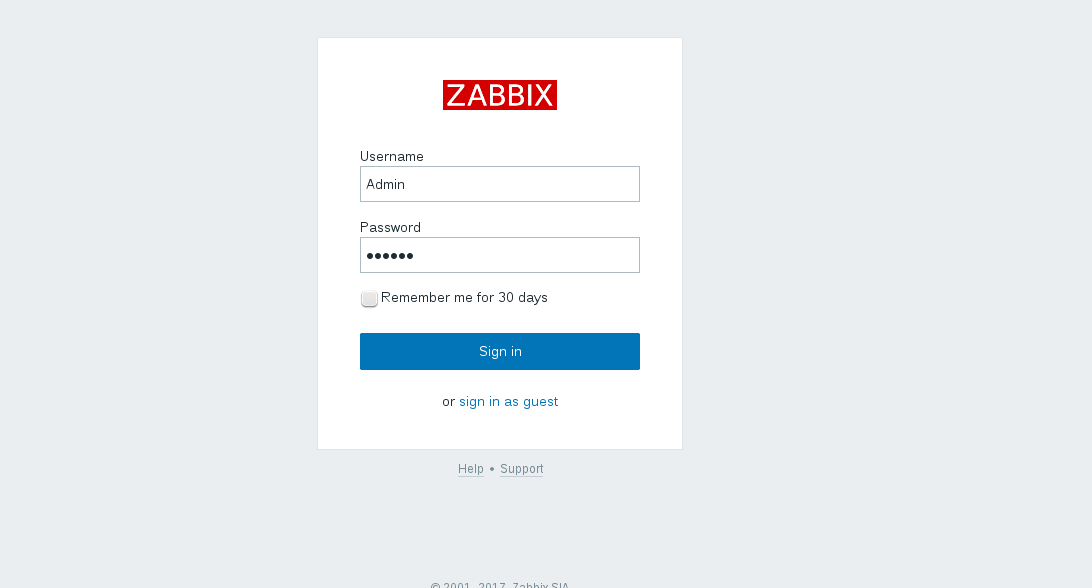 ZABBIX
Username
Admin
Password
••••••
Remember me for 30 days
Sign in
or sign in as guest
Help • Support
© 2001–2017, Zabbix SIA